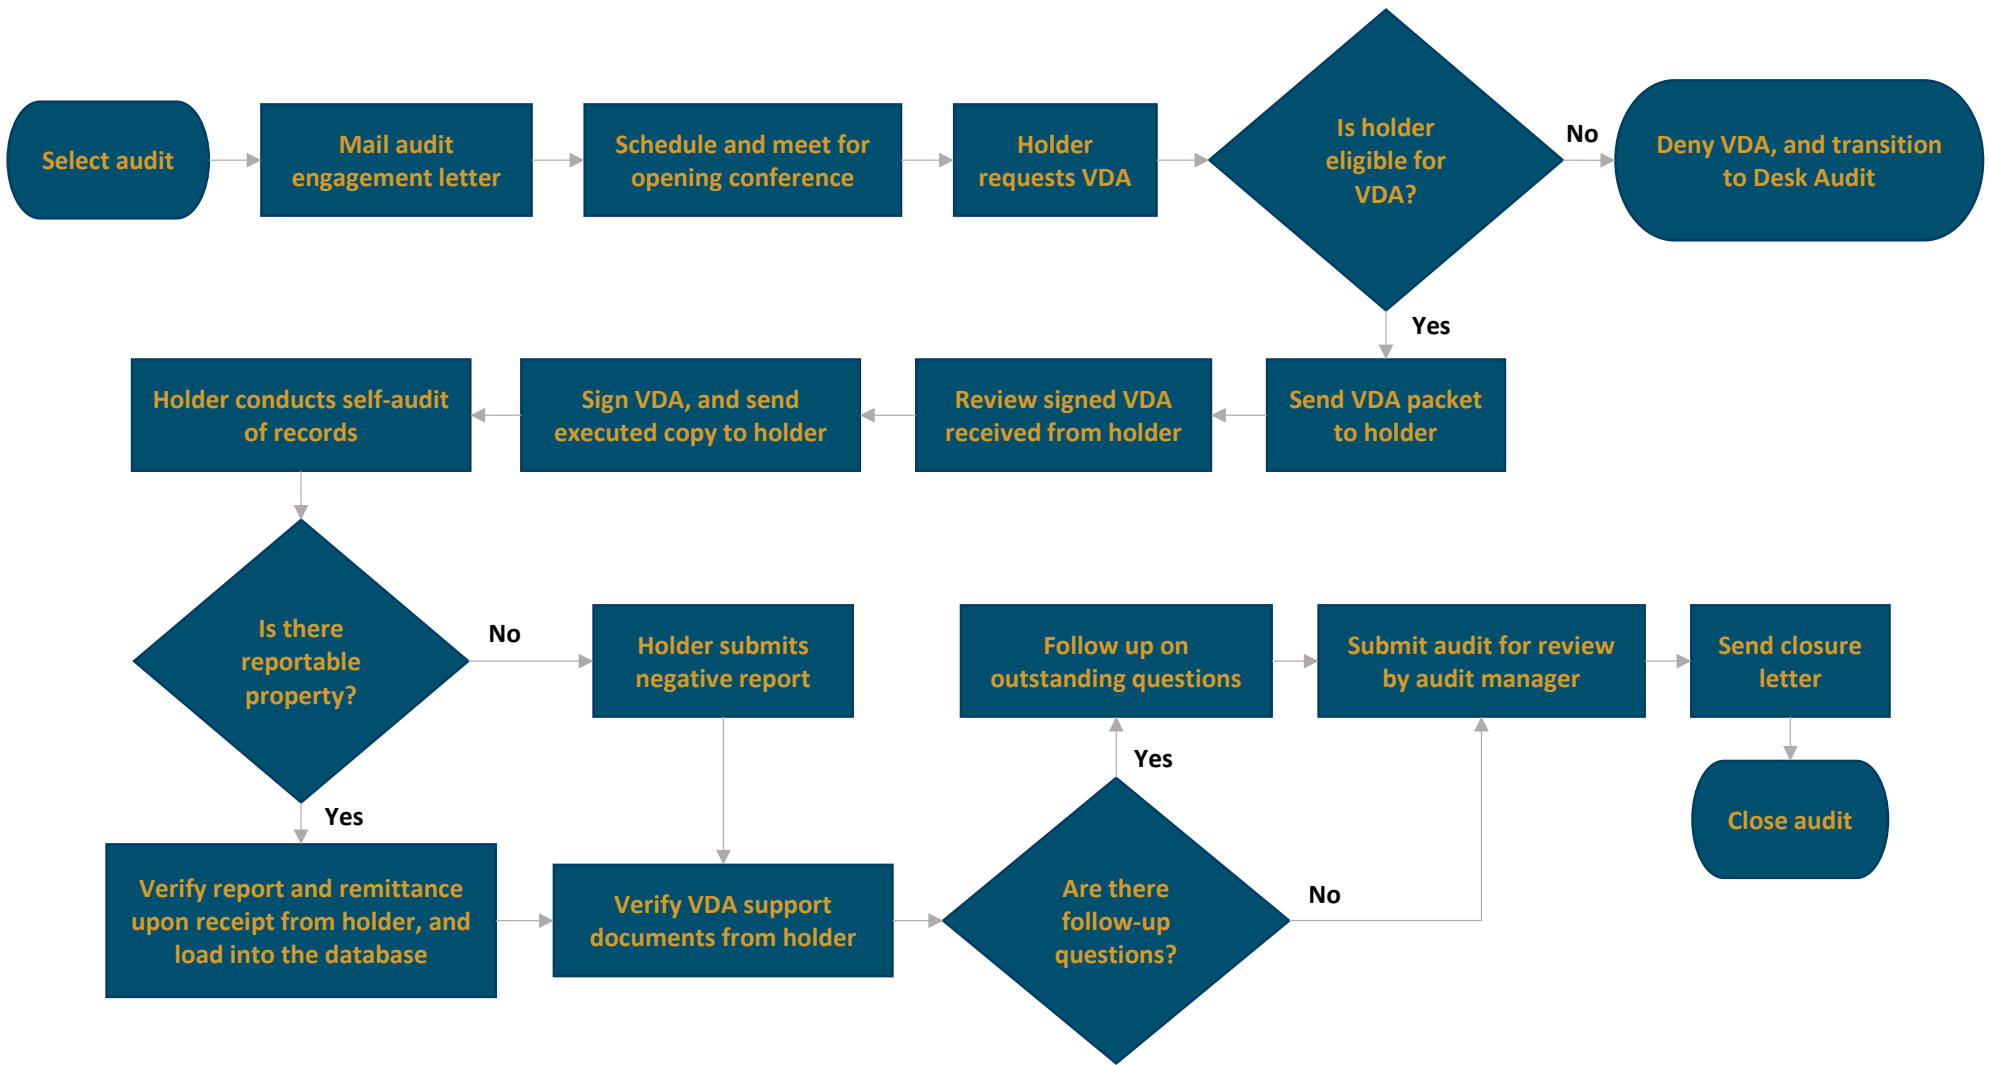 Select audit
Mail audit
engagement letter
Schedule and meet for
opening conference
Holder
requests VDA
Is holder
eligible for
VDA?
No
Deny VDA, and transition
to Desk Audit
Yes
Send VDA packet
to holder
Review signed VDA
received from holder
Sign VDA, and send
executed copy to holder
Holder conducts self-audit
of records
Is there
reportable
property?
No
Holder submits
negative report
Yes
Verify report and remittance
upon receipt from holder, and
load into the database
Verify VDA support
documents from holder
Are there
follow-up
questions?
Yes
Follow up on
outstanding questions
No
Submit audit for review
by audit manager
Send closure
letter
Close audit